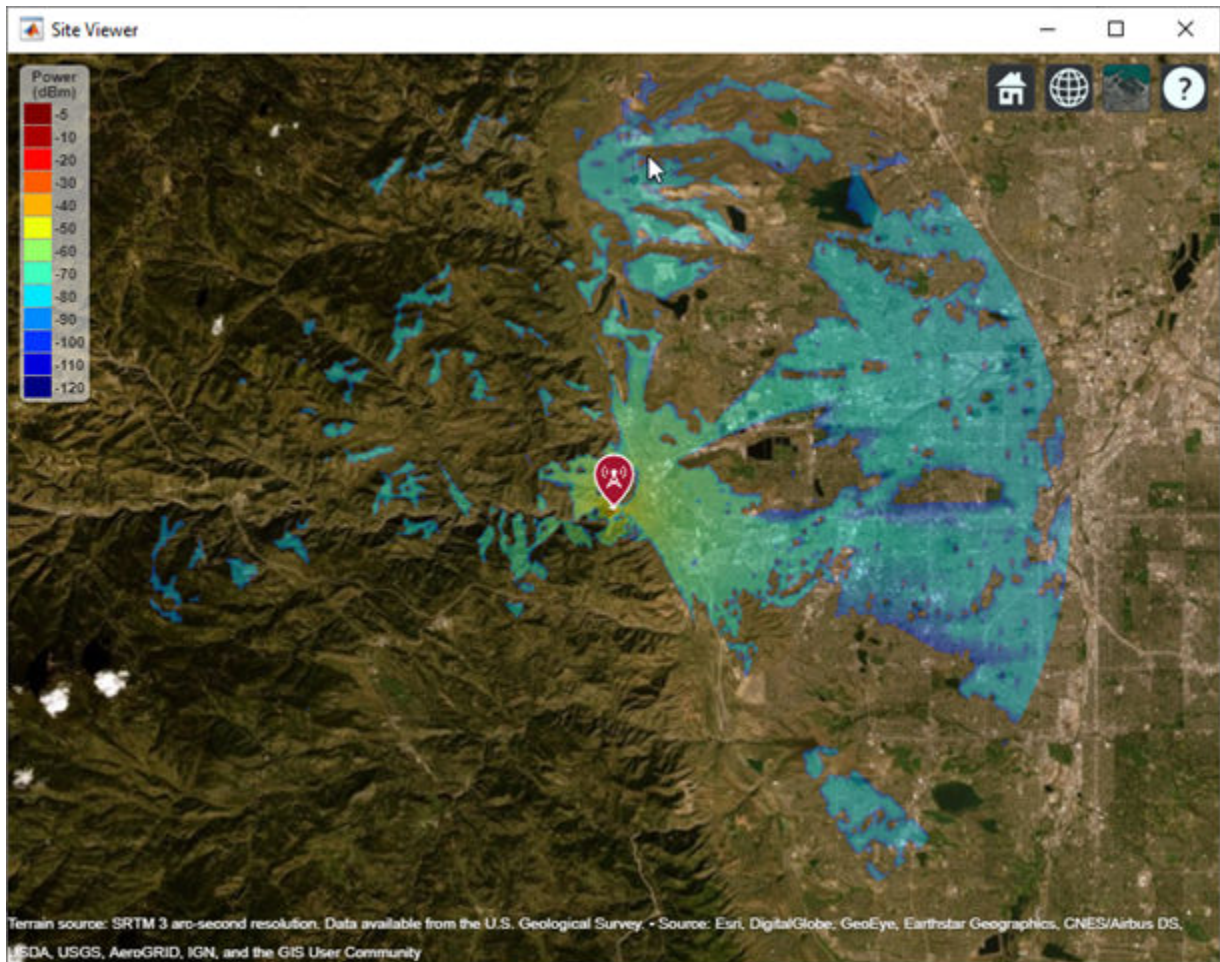 Site Viewer
Power
(dBm)
-5
-10
-20
-30
-40
-50
-60
-70
-80
-90
-100
-110
-120
?
Terrain source: SRTM 3 arc-second resolution. Data available from the U.S. Geological Survey. • Source: Esri, DigitalGlobe, GeoEye, Earthstar Geographics, CNES/Airbus DS,
USDA, USGS, AeroGRID, IGN, and the GIS User Community